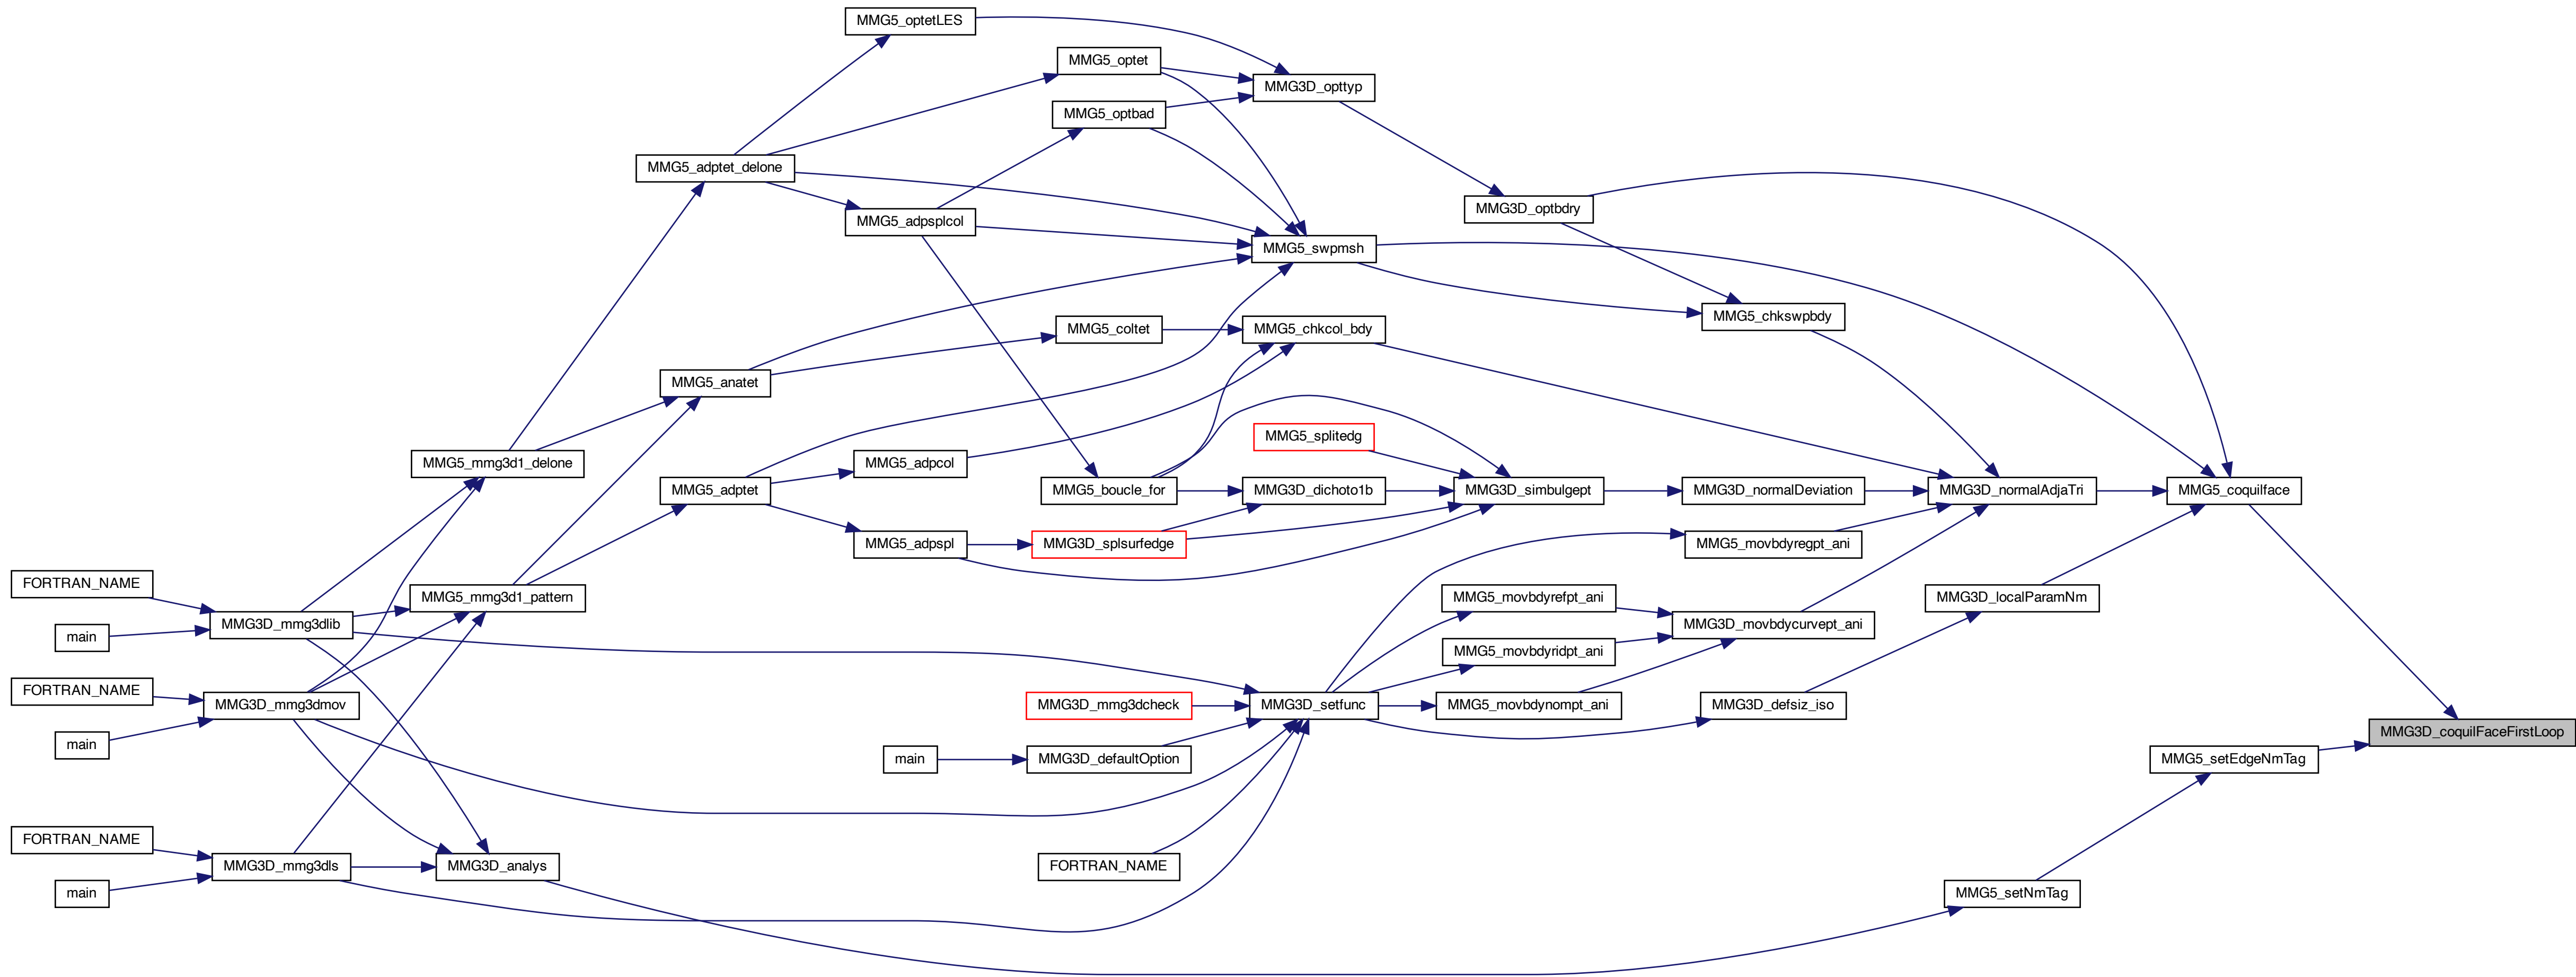 MMG5_optetLES
MMG5_optet
MMG3D_opttyp
MMG5_optbad
MMG5_adptet_delone
MMG3D_optbdry
MMG5_adpsplcol
MMG5_swpmsh
MMG5_chkswpbdy
MMG5_coltet
MMG5_chkcol_bdy
MMG5_anatet
MMG5_splitedg
MMG5_mmg3d1_delone
MMG5_adpcol
MMG5_adptet
MMG5_boucle_for
MMG3D_dichoto1b
MMG3D_simbulgept
MMG3D_normalDeviation
MMG3D_normalAdjaTri
MMG5_coquilface
MMG5_adpspl
MMG3D_splsurfedge
MMG5_movbdyregpt_ani
FORTRAN_NAME
MMG5_mmg3d1_pattern
MMG5_movbdyrefpt_ani
MMG3D_localParamNm
MMG3D_mmg3dlib
MMG3D_movbdycurvept_ani
main
MMG5_movbdyridpt_ani
FORTRAN_NAME
MMG3D_mmg3dmov
MMG3D_mmg3dcheck
MMG3D_setfunc
MMG5_movbdynompt_ani
MMG3D_defsiz_iso
MMG3D_coquilFaceFirstLoop
main
main
MMG3D_defaultOption
MMG5_setEdgeNmTag
FORTRAN_NAME
MMG3D_mmg3dls
MMG3D_analys
FORTRAN_NAME
main
MMG5_setNmTag